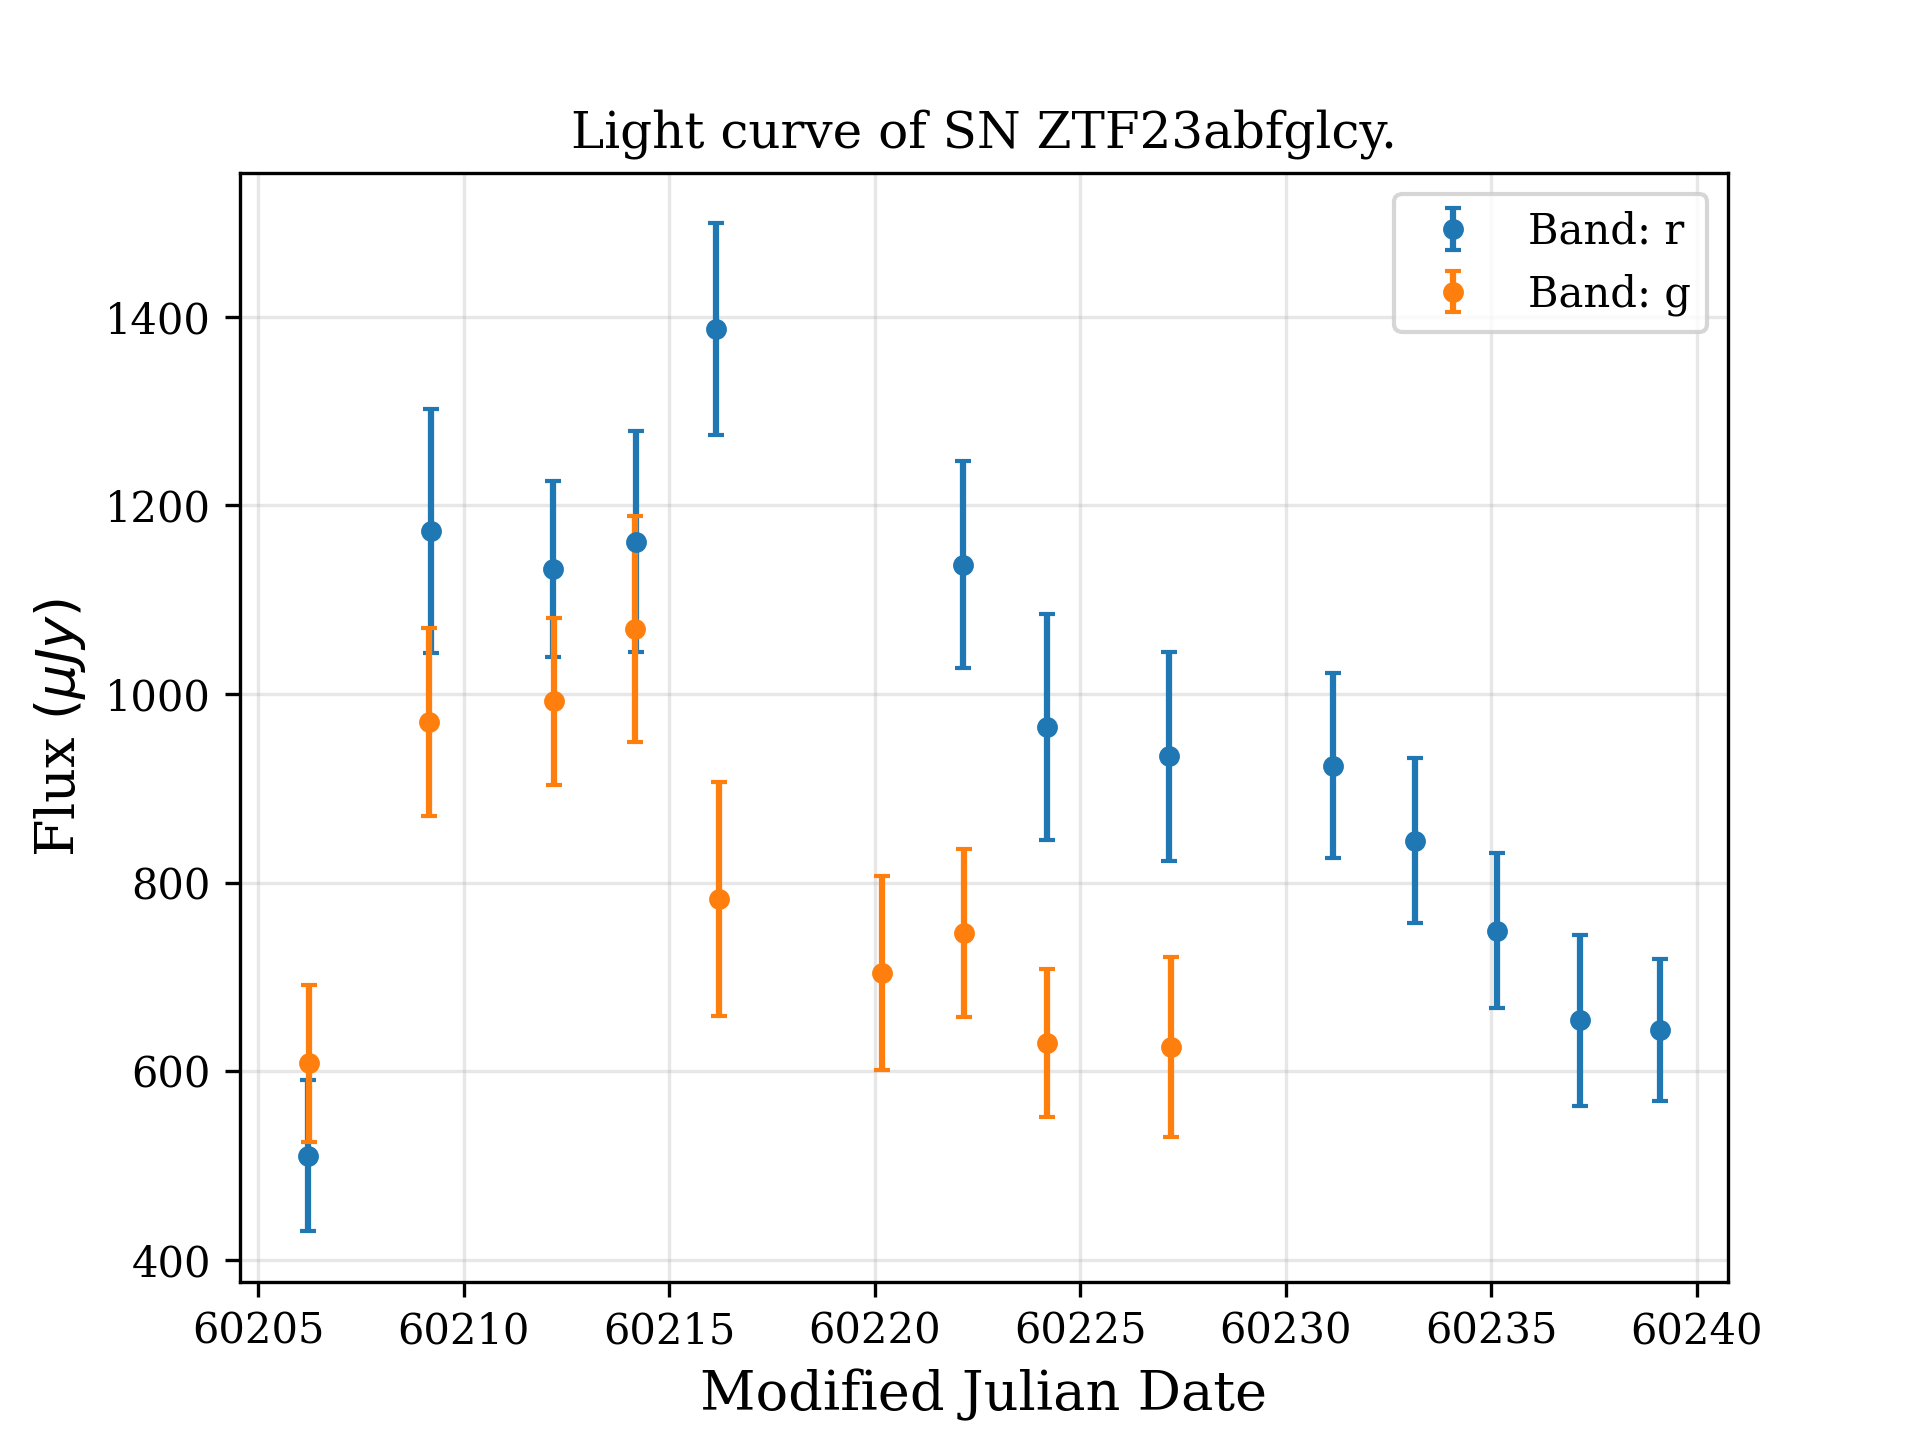 Light curve of SN ZTF23abfglcy.
Band: r
Band: g
Flux (μJy)
1400
1200
1000
800
600
400
60205 60210 60215 60220 60225 60230 60235 60240
Modified Julian Date